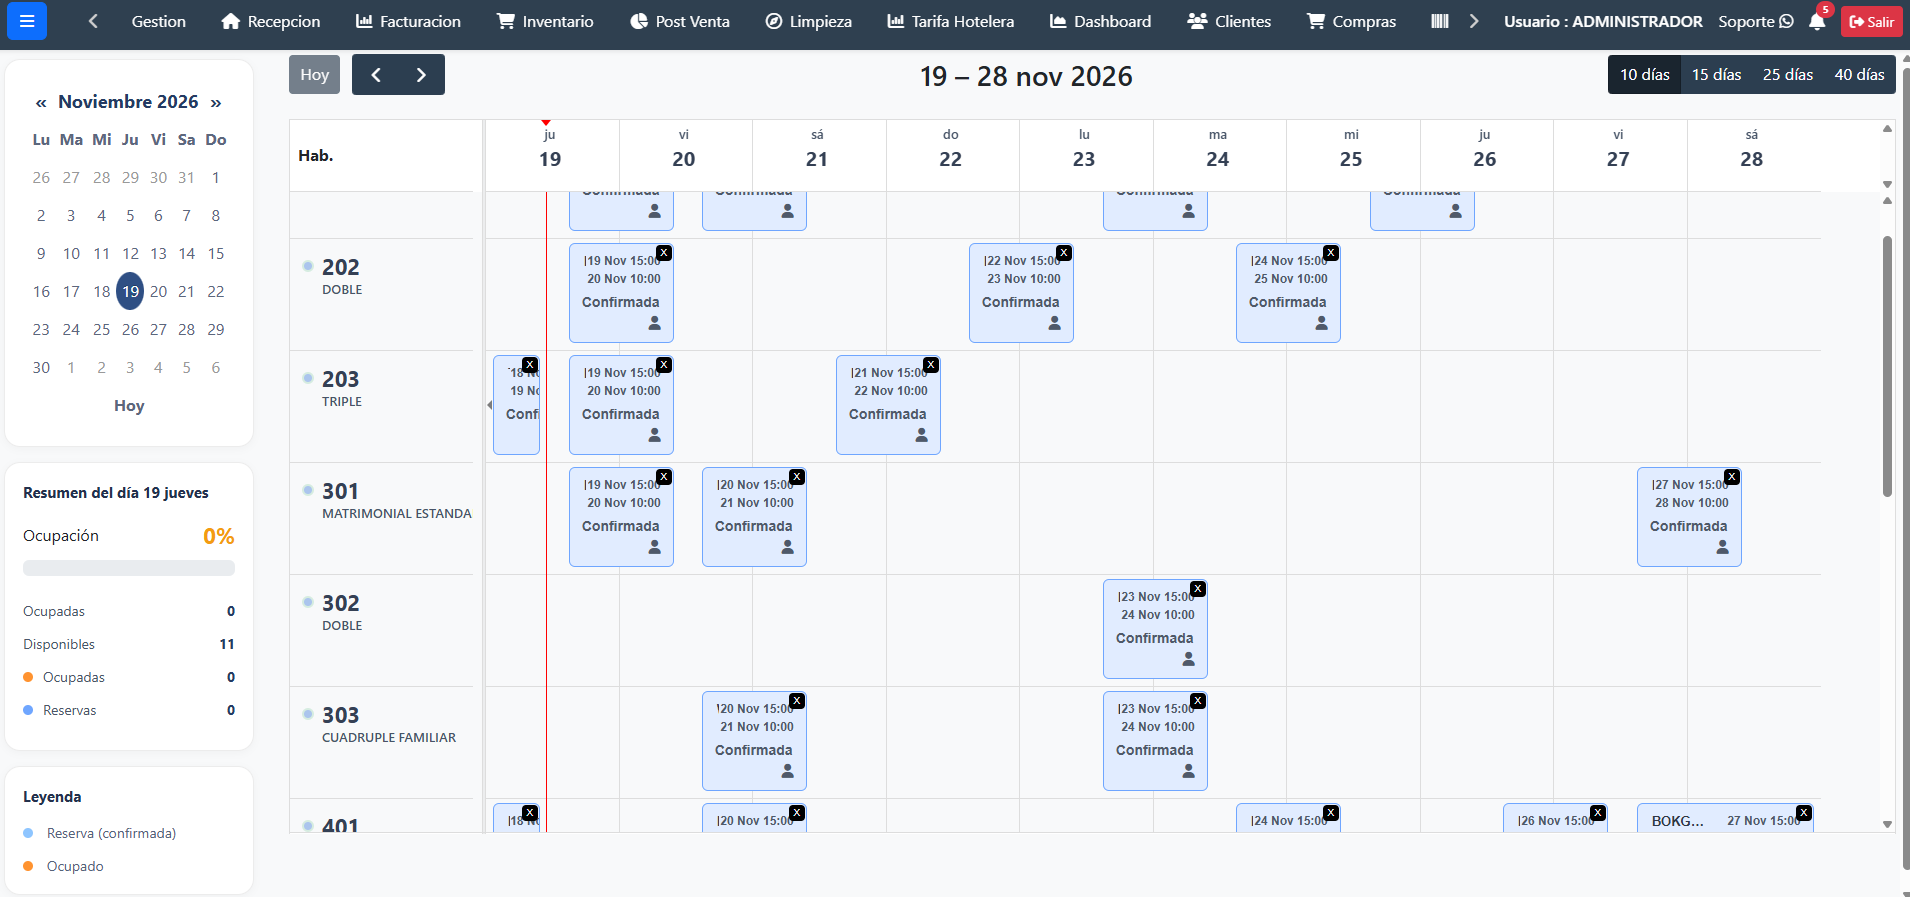 Gestion Recepcion Facturacion Inventario Post Venta Limpieza Tarifa Hotelera Dashboard Clientes Compras Usuario : ADMINISTRADOR Soporte 5 Salir
« Noviembre 2026 »
Lu Ma Mi Ju Vi Sa Do
26 27 28 29 30 31 1
2 3 4 5 6 7 8
9 10 11 12 13 14 15
16 17 18 19 20 21 22
23 24 25 26 27 28 29
30 1 2 3 4 5 6
Hoy
Resumen del día 19 jueves
Ocupación 0%
Ocupadas 0
Disponibles 11
Ocupadas 0
Reservas 0
Leyenda
Reserva (confirmada)
Ocupado
Hoy
19 – 28 nov 2026
10 días 15 días 25 días 40 días
Hab.
ju vi sá do lu ma mi ju vi sá
19 20 21 22 23 24 25 26 27 28
Confirmada Confirmada Confirmada Confirmada
202
DOBLE
X X X
19 Nov 15:00 22 Nov 15:00 24 Nov 15:00
20 Nov 10:00 23 Nov 10:00 25 Nov 10:00
Confirmada Confirmada Confirmada
203
TRIPLE
X X X
18 No 19 Nov 15:00 21 Nov 15:00
19 No 20 Nov 10:00 22 Nov 10:00
Conf Confirmada Confirmada
301
MATRIMONIAL ESTANDA
X X X
19 Nov 15:00 20 Nov 15:00 27 Nov 15:00
20 Nov 10:00 21 Nov 10:00 28 Nov 10:00
Confirmada Confirmada Confirmada
302
DOBLE
X
23 Nov 15:00
24 Nov 10:00
Confirmada
303
CUADRUPLE FAMILIAR
X X
20 Nov 15:00 23 Nov 15:00
21 Nov 10:00 24 Nov 10:00
Confirmada Confirmada
401
X X X X X
18 No 20 Nov 15:00 24 Nov 15:00 26 Nov 15:00 BOKG... 27 Nov 15:00